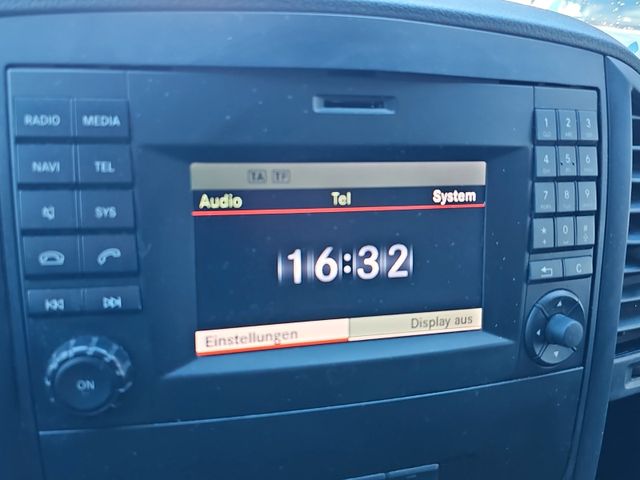 RADIO MEDIA
NAVI TEL
SYS
ON
TA TP
Audio Tel System
16:32
Einstellungen Display aus
1 2 3
4 5 6
7 8 9
* 0 #
C